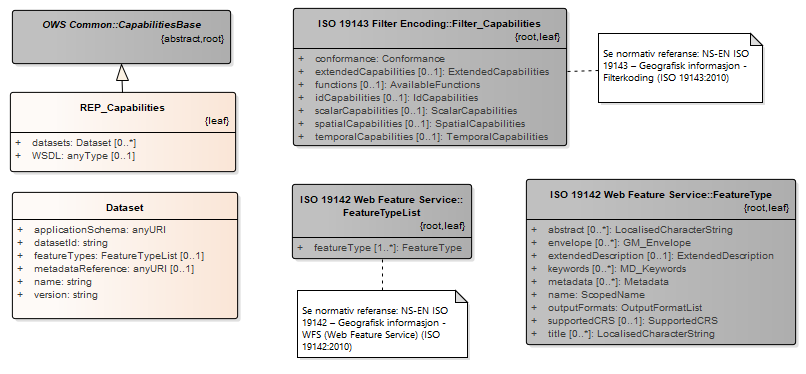 OWS Common::CapabilitiesBase
{abstract,root}
REP_Capabilities
{leaf}
+ datasets: Dataset [0..*]
+ WSDL: anyType [0..1]
Dataset
+ applicationSchema: anyURI
+ datasetId: string
+ featureTypes: FeatureTypeList [0..1]
+ metadataReference: anyURI [0..1]
+ name: string
+ version: string
ISO 19143 Filter Encoding::Filter_Capabilities
{root,leaf}
+ conformance: Conformance
+ extendedCapabilities [0..1]: ExtendedCapabilities
+ functions [0..1]: AvailableFunctions
+ idCapabilities [0..1]: IdCapabilities
+ scalarCapabilities [0..1]: ScalarCapabilities
+ spatialCapabilities [0..1]: SpatialCapabilities
+ temporalCapabilities [0..1]: TemporalCapabilities
Se normativ referanse: NS-EN ISO
19143 – Geografisk informasjon -
Filterkoding (ISO 19143:2010)
ISO 19142 Web Feature Service::
FeatureTypeList
{root,leaf}
+ featureType [1..*]: FeatureType
Se normativ referanse: NS-EN ISO
19142 – Geografisk informasjon -
WFS (Web Feature Service) (ISO
19142:2010)
ISO 19142 Web Feature Service::FeatureType
{root,leaf}
+ abstract [0..*]: LocalisedCharacterString
+ envelope [0..*]: GM_Envelope
+ extendedDescription [0..1]: ExtendedDescription
+ keywords [0..*]: MD_Keywords
+ metadata [0..*]: Metadata
+ name: ScopedName
+ outputFormats: OutputFormatList
+ supportedCRS [0..1]: SupportedCRS
+ title [0..*]: LocalisedCharacterString